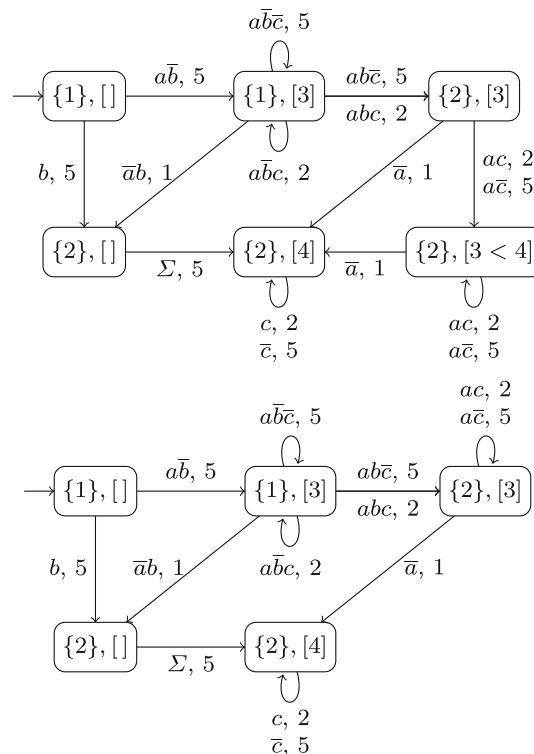 ab̅c̅, 5
{1}, [ ]
ab̅, 5
{1}, [3]
abc̅, 5
abc, 2
{2}, [3]
b, 5
a̅b, 1
ab̅c, 2
a̅, 1
ac, 2
ac̅, 5
{2}, [ ]
Σ, 5
{2}, [4]
a̅, 1
{2}, [3 < 4]
c, 2
c̅, 5
ac, 2
ac̅, 5
ab̅c̅, 5
ac, 2
ac̅, 5
{1}, [ ]
ab̅, 5
{1}, [3]
abc̅, 5
abc, 2
{2}, [3]
b, 5
a̅b, 1
ab̅c, 2
a̅, 1
{2}, [ ]
Σ, 5
{2}, [4]
c, 2
c̅, 5